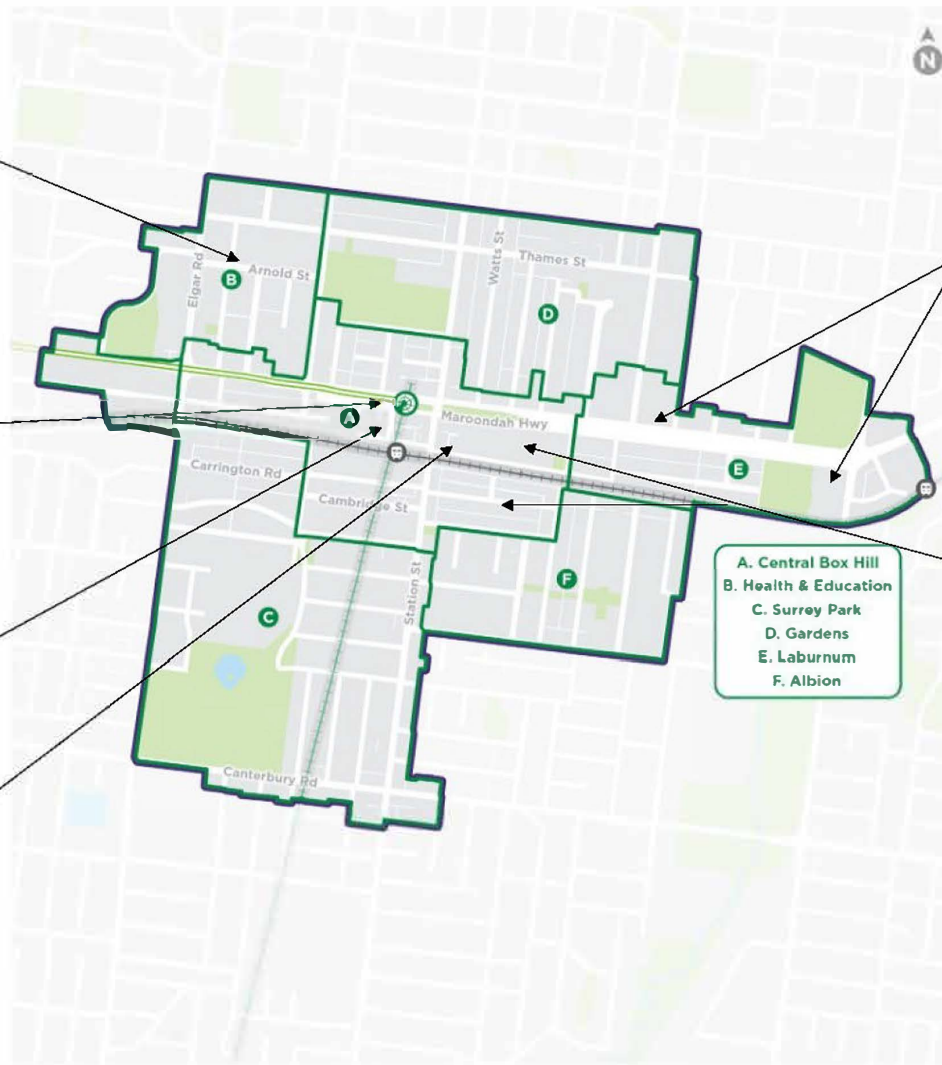 N
Thames St
Watts St
Arnold St
Elgar Rd
B
D
Maroondah Hwy
A
E
Carrington Rd
Cambridge St
Station St
F
C
Canterbury Rd
A. Central Box Hill
B. Health & Education
C. Surrey Park
D. Gardens
E. Laburnum
F. Albion